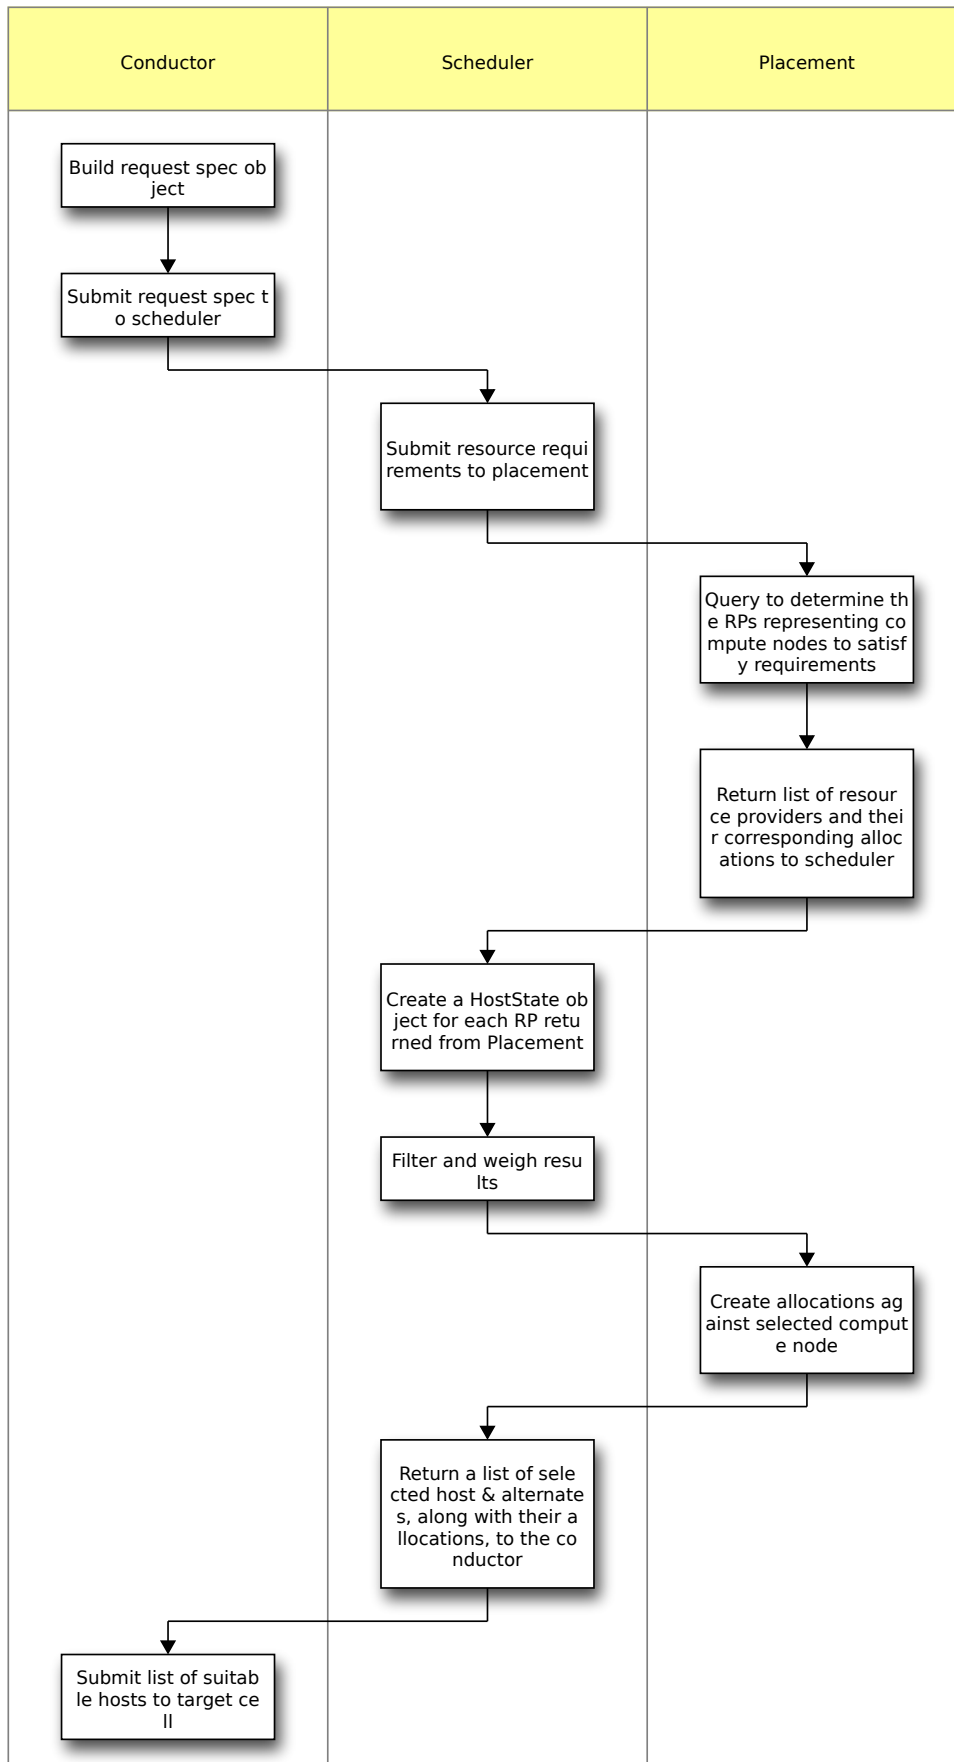 Conductor
Scheduler
Placement
Build request spec ob
ject
Submit request spec t
o scheduler
Submit resource requi
rements to placement
Query to determine th
e RPs representing co
mpute nodes to satisf
y requirements
Return list of resour
ce providers and thei
r corresponding alloc
ations to scheduler
Create a HostState ob
ject for each RP retu
rned from Placement
Filter and weigh resu
lts
Create allocations ag
ainst selected comput
e node
Return a list of sele
cted host & alternate
s, along with their a
llocations, to the co
nductor
Submit list of suitab
le hosts to target ce
ll